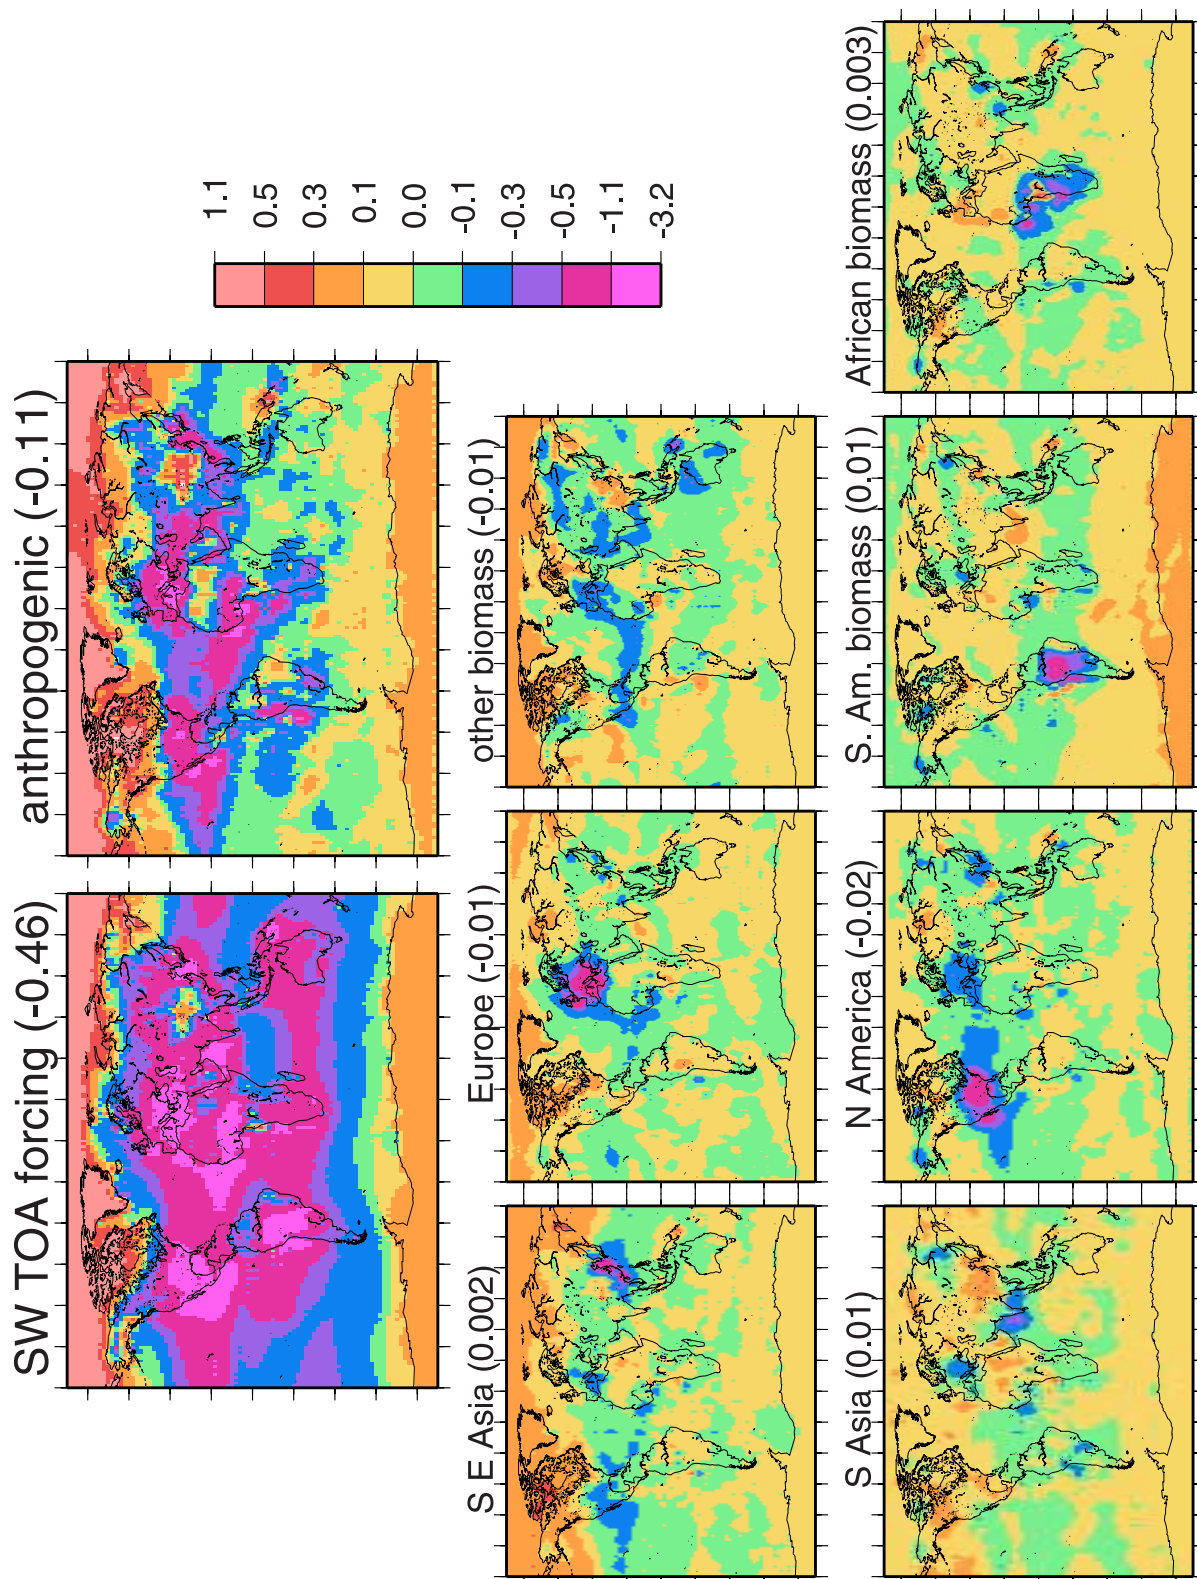 SW TOA forcing (-0.46)
anthropogenic (-0.11)
1.1
0.5
0.3
0.1
0.0
-0.1
-0.3
-0.5
-1.1
-3.2
S E Asia (0.002)
Europe (-0.01)
other biomass (-0.01)
S Asia (0.01)
N America (-0.02)
S. Am. biomass (0.01)
African biomass (0.003)